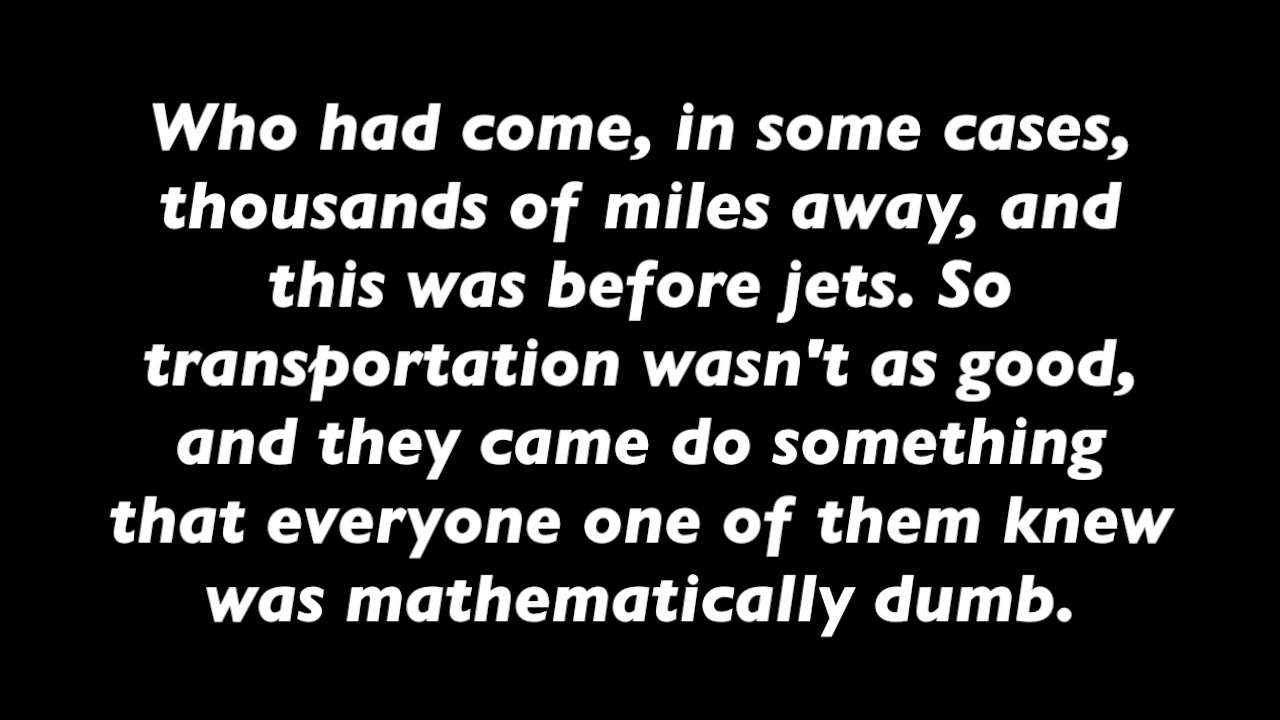 Who had come, in some cases,
thousands of miles away, and
this was before jets. So
transportation wasn't as good,
and they came do something
that everyone one of them knew
was mathematically dumb.